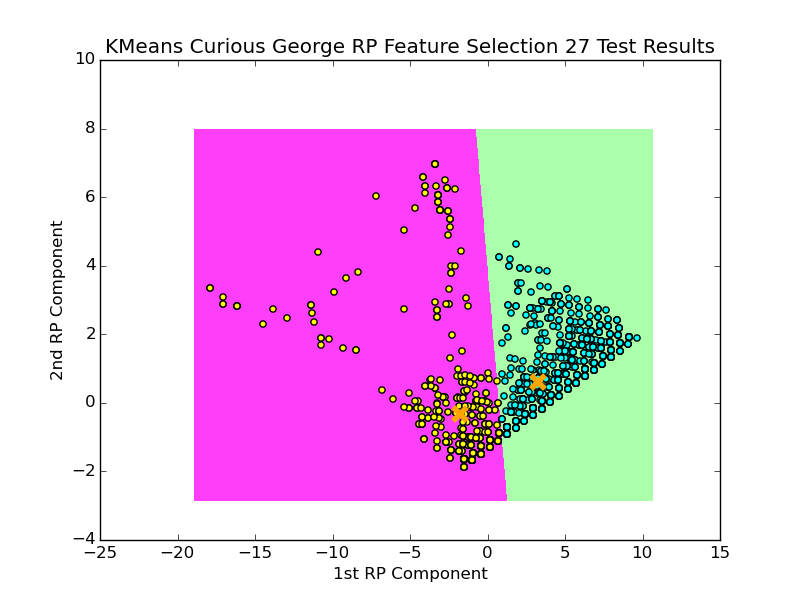 KMeans Curious George RP Feature Selection 27 Test Results
10
8
6
4
2
0
−2
−4
2nd RP Component
−25 −20 −15 −10 −5 0 5 10 15
1st RP Component